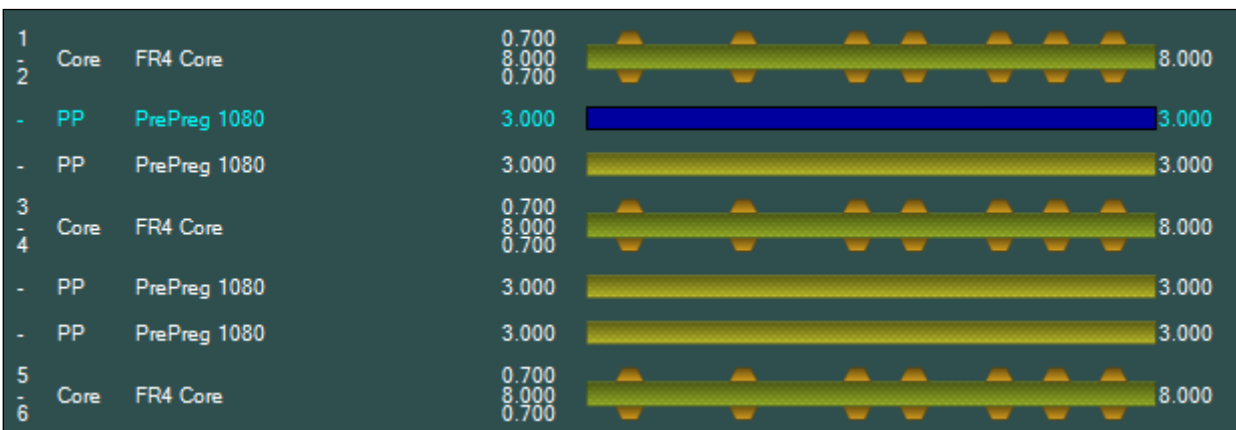 1 - 2 Core FR4 Core 0.700 8.000 0.700 8.000
- PP PrePreg 1080 3.000 3.000
- PP PrePreg 1080 3.000 3.000
3 - 4 Core FR4 Core 0.700 8.000 0.700 8.000
- PP PrePreg 1080 3.000 3.000
- PP PrePreg 1080 3.000 3.000
5 - 6 Core FR4 Core 0.700 8.000 0.700 8.000